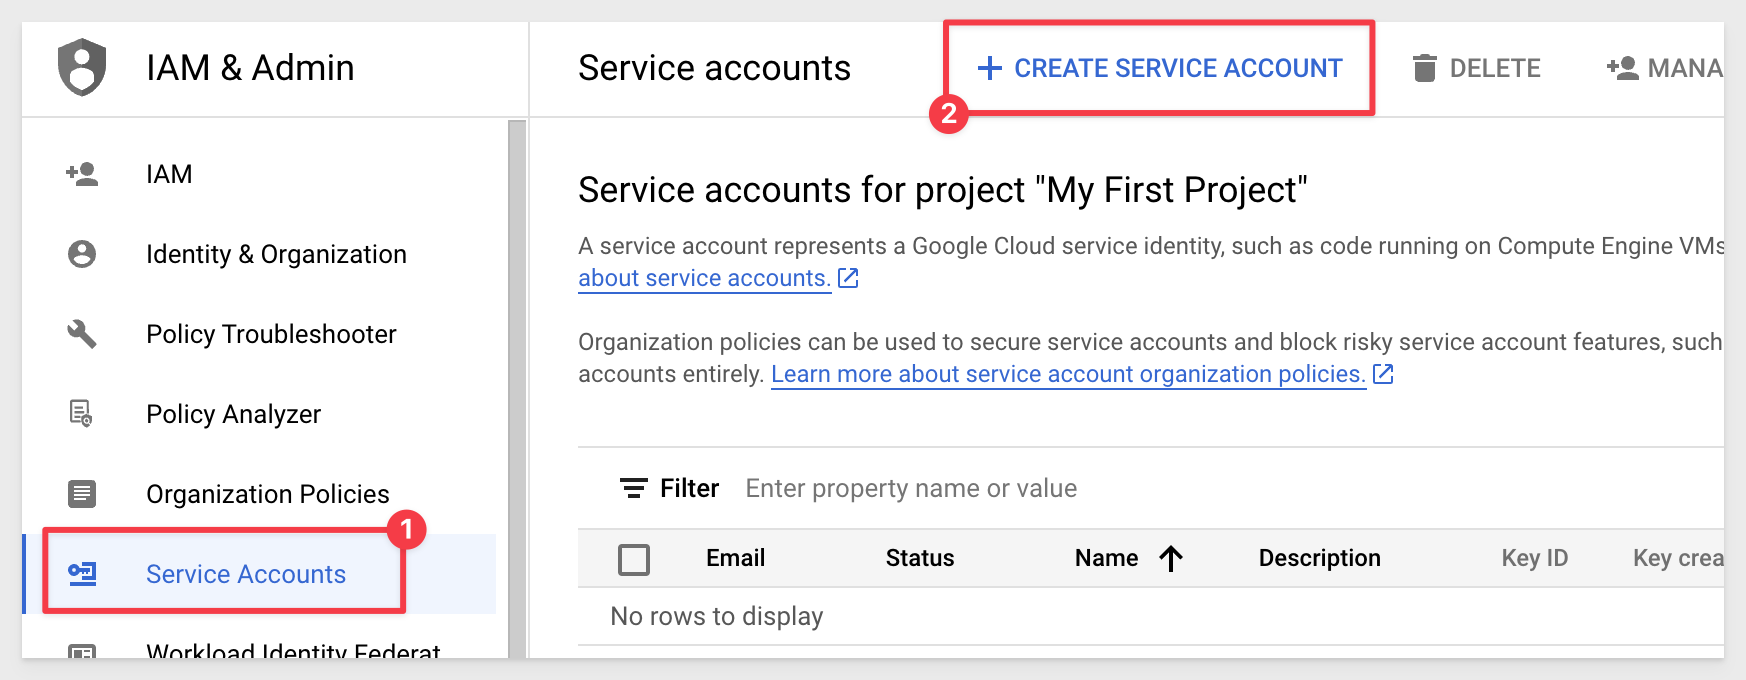 IAM & Admin
Service accounts
CREATE SERVICE ACCOUNT
DELETE
MANA
2
IAM
Identity & Organization
Policy Troubleshooter
Policy Analyzer
Organization Policies
1
Service Accounts
Workload Identity Federat
Service accounts for project "My First Project"
A service account represents a Google Cloud service identity, such as code running on Compute Engine VMs
about service accounts.
Organization policies can be used to secure service accounts and block risky service account features, such
accounts entirely. Learn more about service account organization policies.
Filter Enter property name or value
Email Status Name Description Key ID Key crea
No rows to display